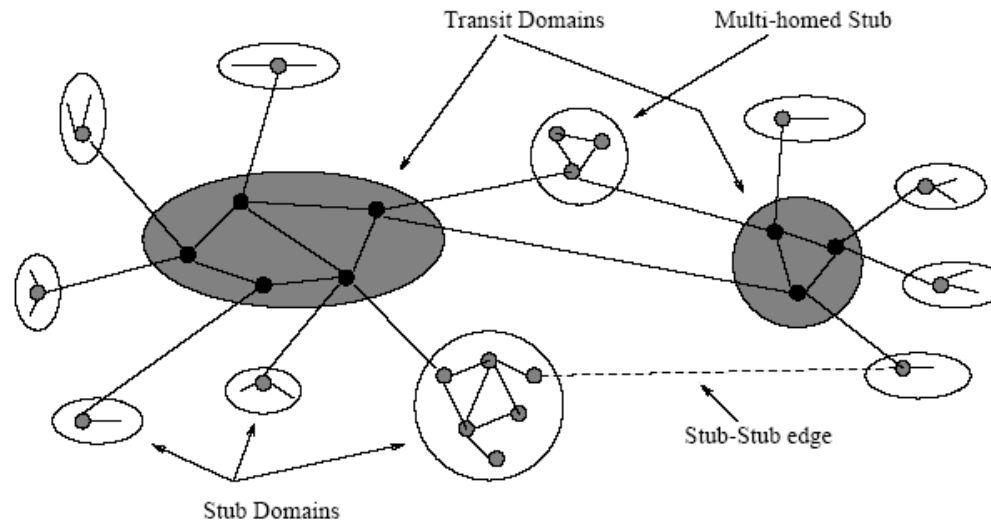 Transit Domains
Multi-homed Stub
Stub-Stub edge
Stub Domains